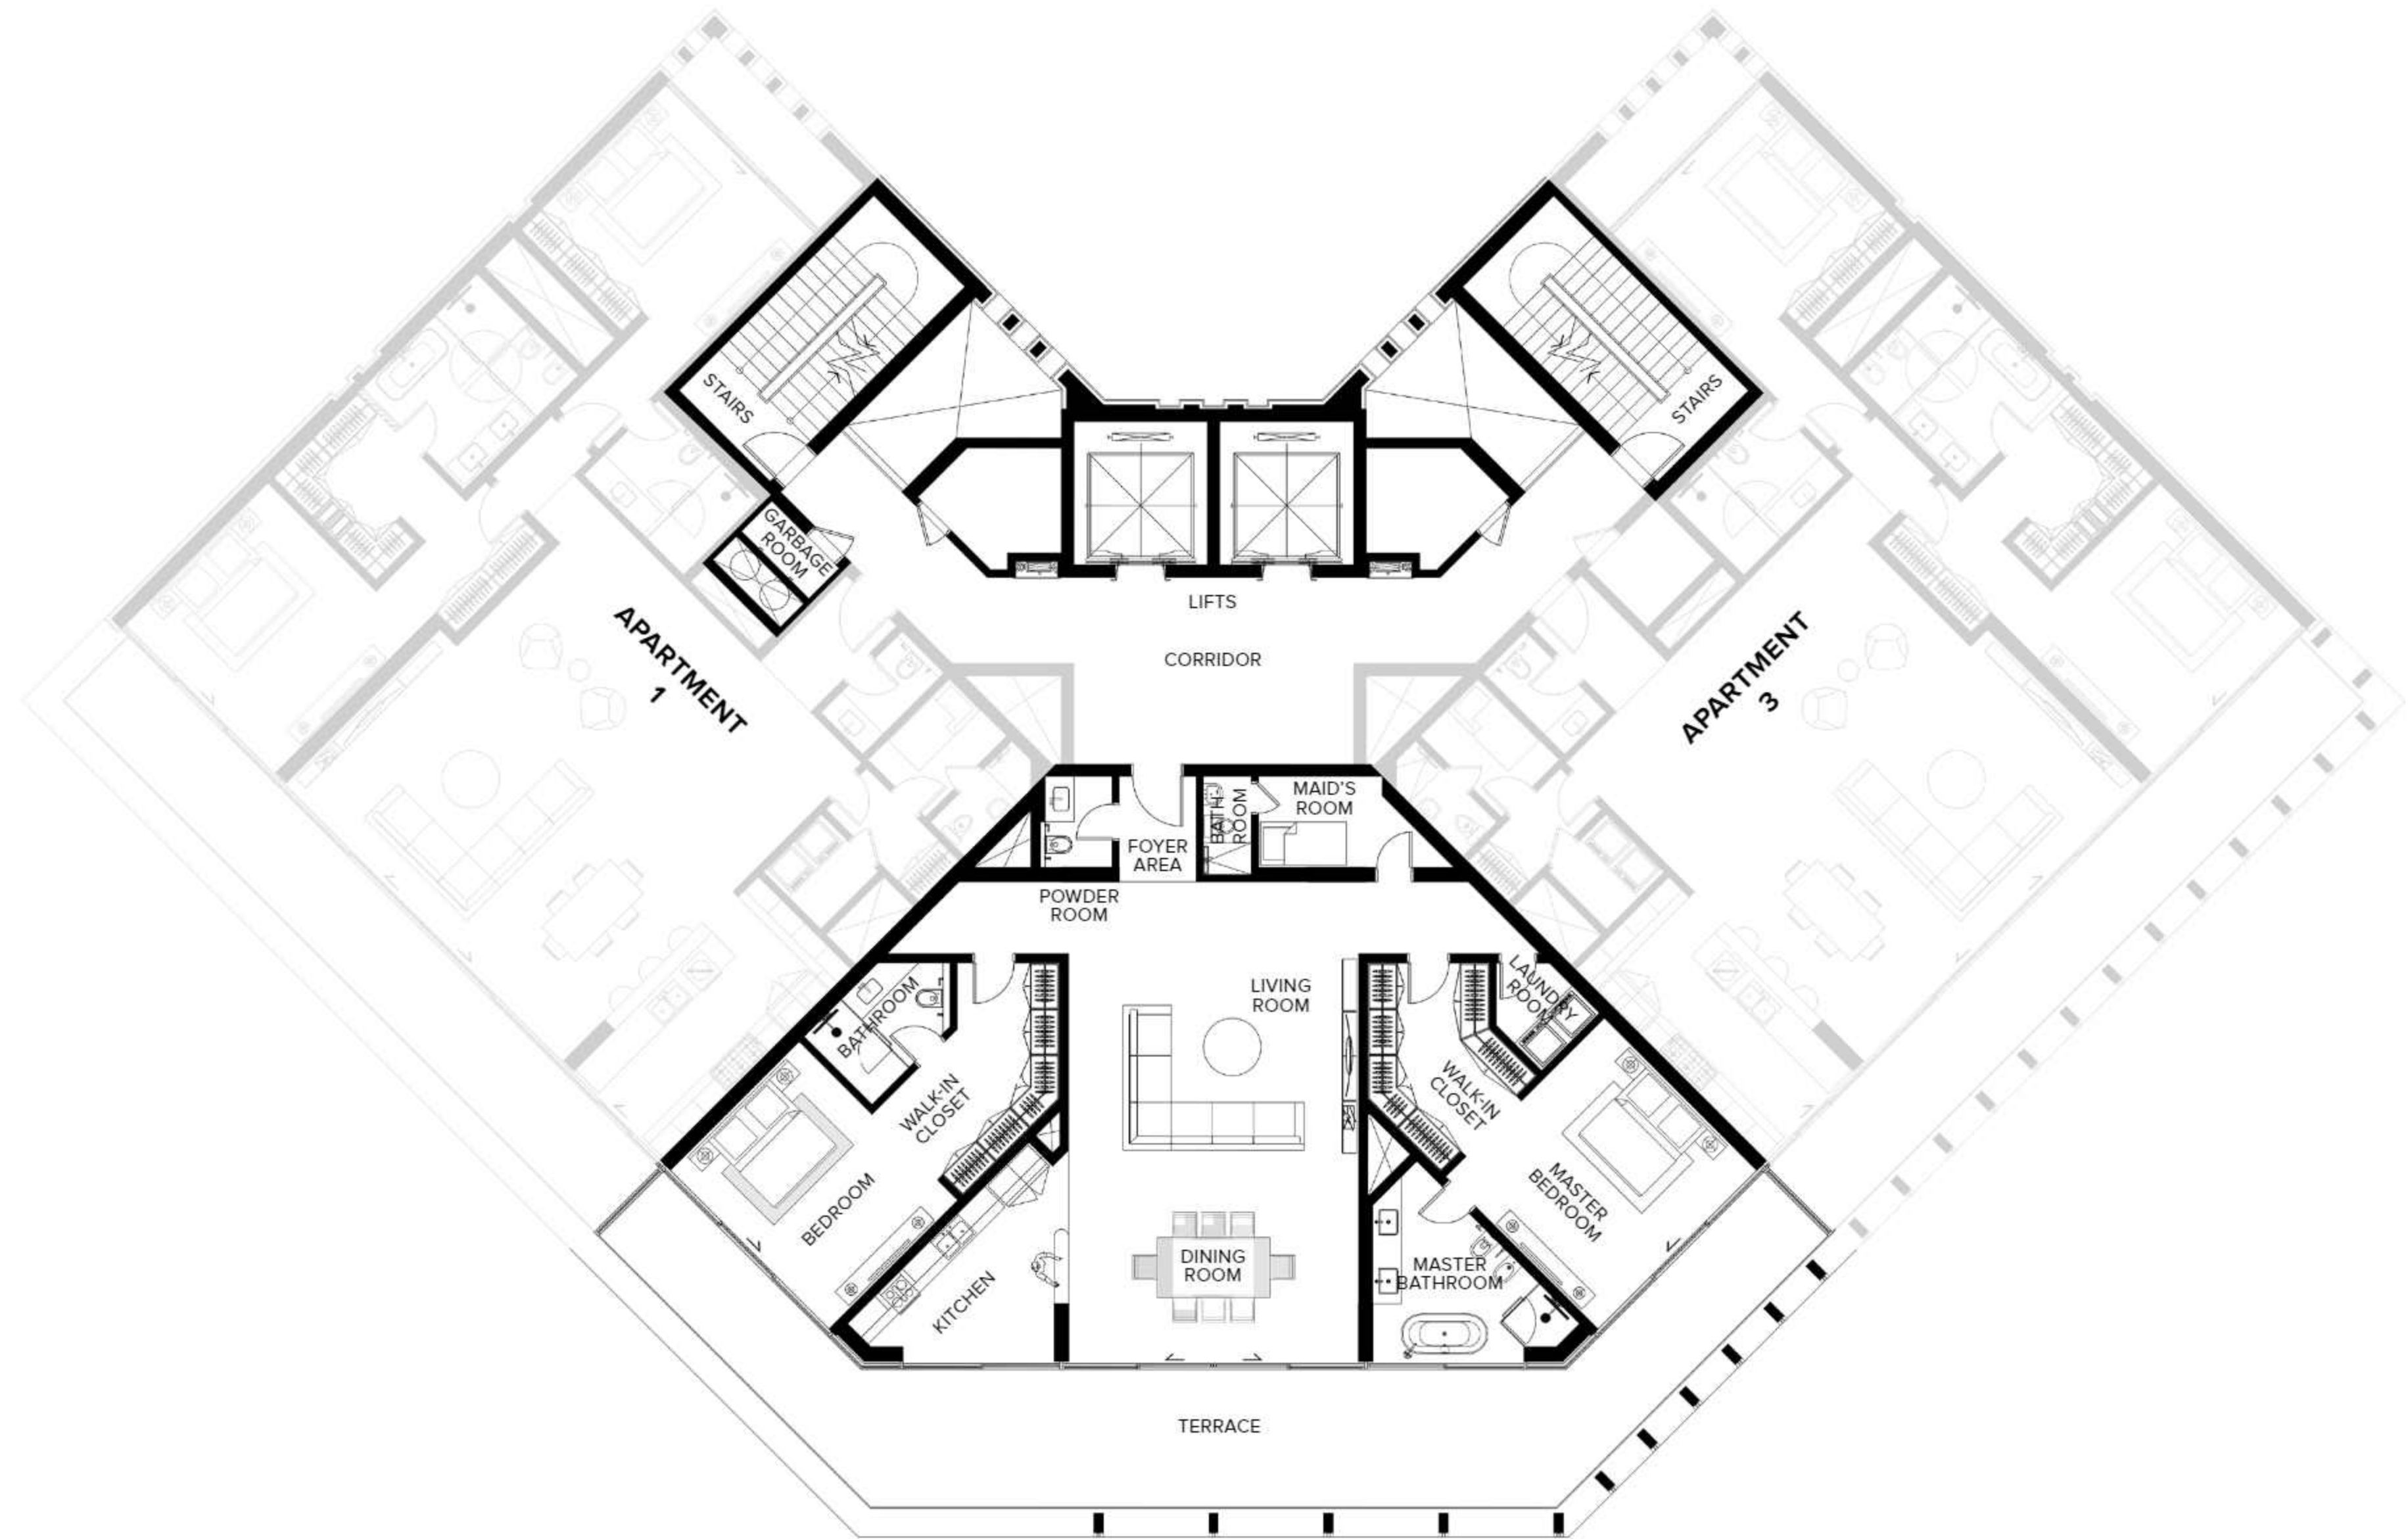 STAIRS
STAIRS
GARBAGE
ROOM
LIFTS
CORRIDOR
APARTMENT
1
APARTMENT
3
MAID'S
ROOM
BATH
ROOM
FOYER
AREA
POWDER
ROOM
LIVING
ROOM
LAUNDRY
ROOM
BATHROOM
WALK-IN
CLOSET
WALK-IN
CLOSET
BEDROOM
MASTER
BEDROOM
KITCHEN
DINING
ROOM
MASTER
BATHROOM
TERRACE